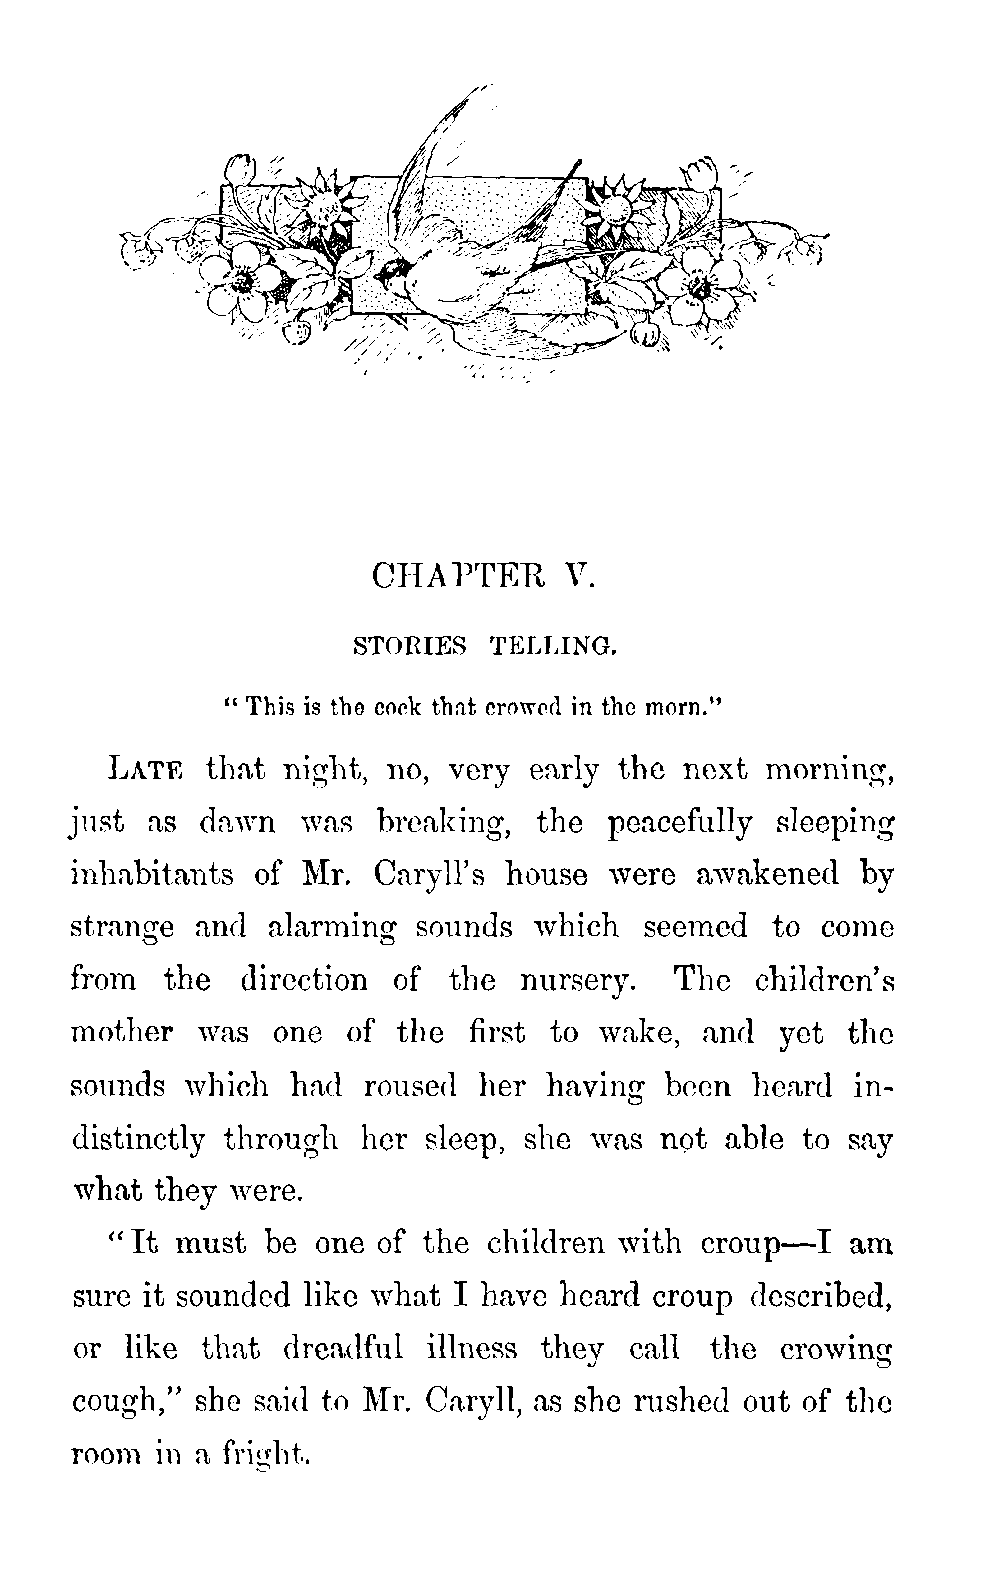 CHAPTER V.
STORIES TELLING.
“This is the cock that crowed in the morn.”
LATE that night, no, very early the next morning,
just as dawn was breaking, the peacefully sleeping
inhabitants of Mr. Caryll’s house were awakened by
strange and alarming sounds which seemed to come
from the direction of the nursery. The children’s
mother was one of the first to wake, and yet the
sounds which had roused her having been heard in-
distinctly through her sleep, she was not able to say
what they were.
“It must be one of the children with croup—I am
sure it sounded like what I have heard croup described,
or like that dreadful illness they call the crowing
cough,” she said to Mr. Caryll, as she rushed out of the
room in a fright.